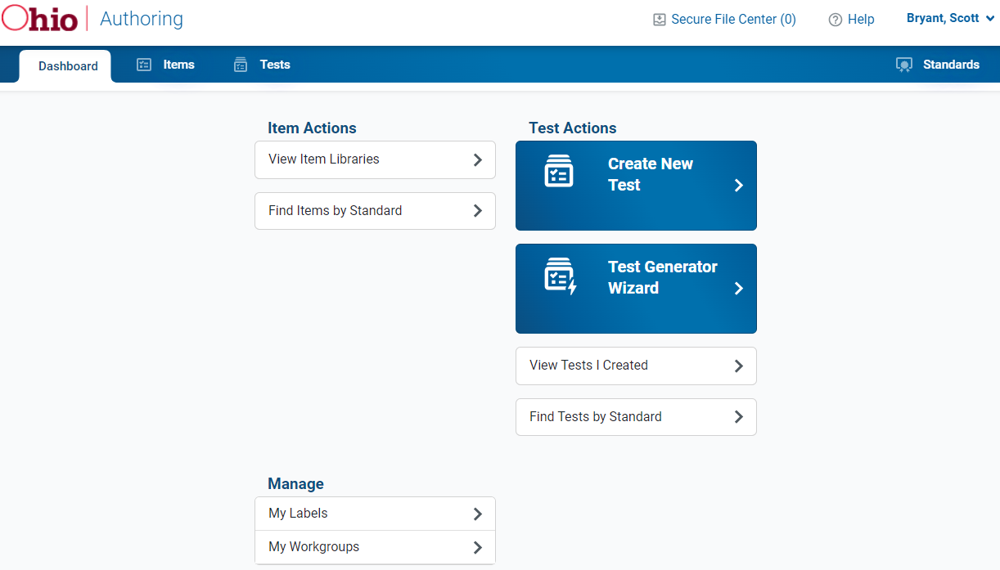 Ohio Authoring
Secure File Center (0)
Help
Bryant, Scott
Dashboard
Items
Tests
Standards
Item Actions
View Item Libraries
Find Items by Standard
Test Actions
Create New
Test
Test Generator
Wizard
View Tests I Created
Find Tests by Standard
Manage
My Labels
My Workgroups